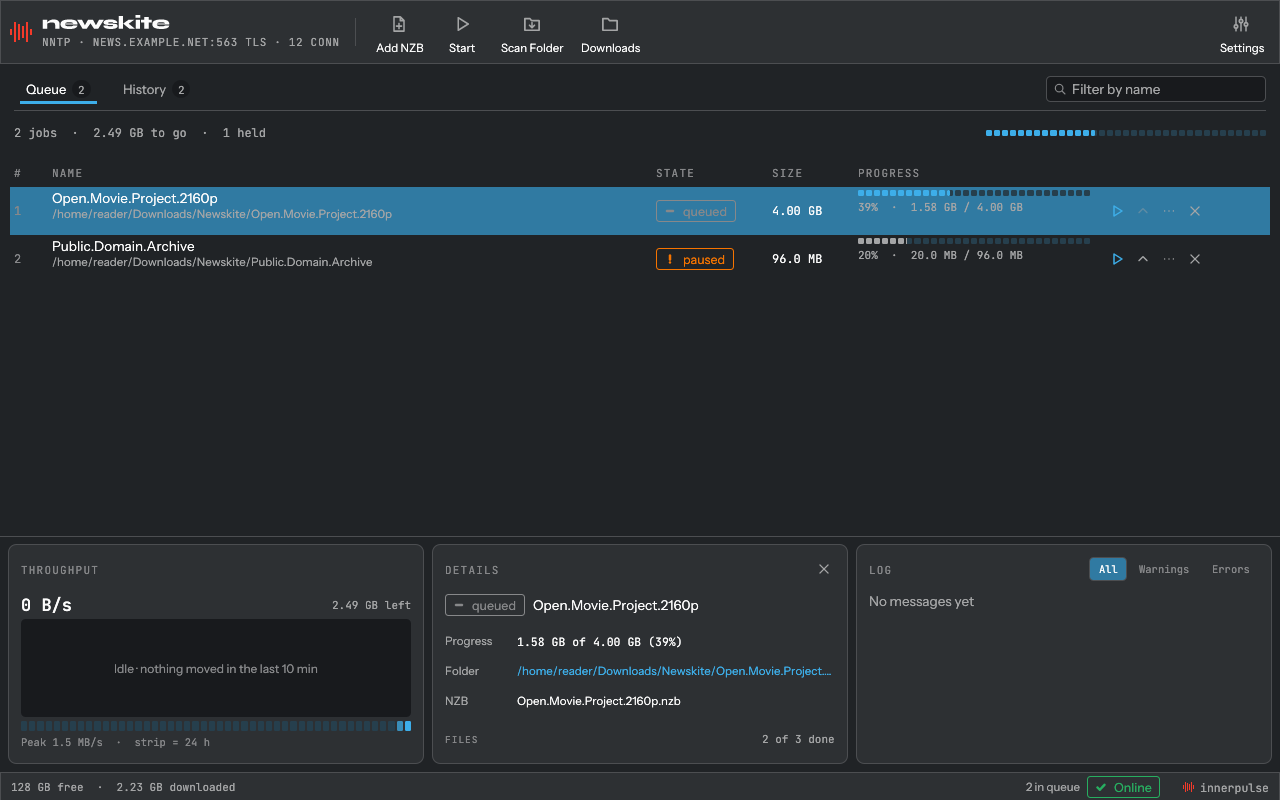 newskite
NNTP · NEWS.EXAMPLE.NET:563 TLS · 12 CONN
Add NZB
Start
Scan Folder
Downloads
Settings
Queue 2
History 2
Filter by name
2 jobs · 2.49 GB to go · 1 held
# NAME STATE SIZE PROGRESS
1 Open.Movie.Project.2160p
/home/reader/Downloads/Newskite/Open.Movie.Project.2160p
queued
4.00 GB
39% · 1.58 GB / 4.00 GB
2 Public.Domain.Archive
/home/reader/Downloads/Newskite/Public.Domain.Archive
! paused
96.0 MB
20% · 20.0 MB / 96.0 MB
THROUGHPUT
0 B/s
2.49 GB left
Idle · nothing moved in the last 10 min
Peak 1.5 MB/s · strip = 24 h
DETAILS
queued Open.Movie.Project.2160p
Progress 1.58 GB of 4.00 GB (39%)
Folder /home/reader/Downloads/Newskite/Open.Movie.Project....
NZB Open.Movie.Project.2160p.nzb
FILES 2 of 3 done
LOG
All Warnings Errors
No messages yet
128 GB free · 2.23 GB downloaded
2 in queue
Online
innerpulse